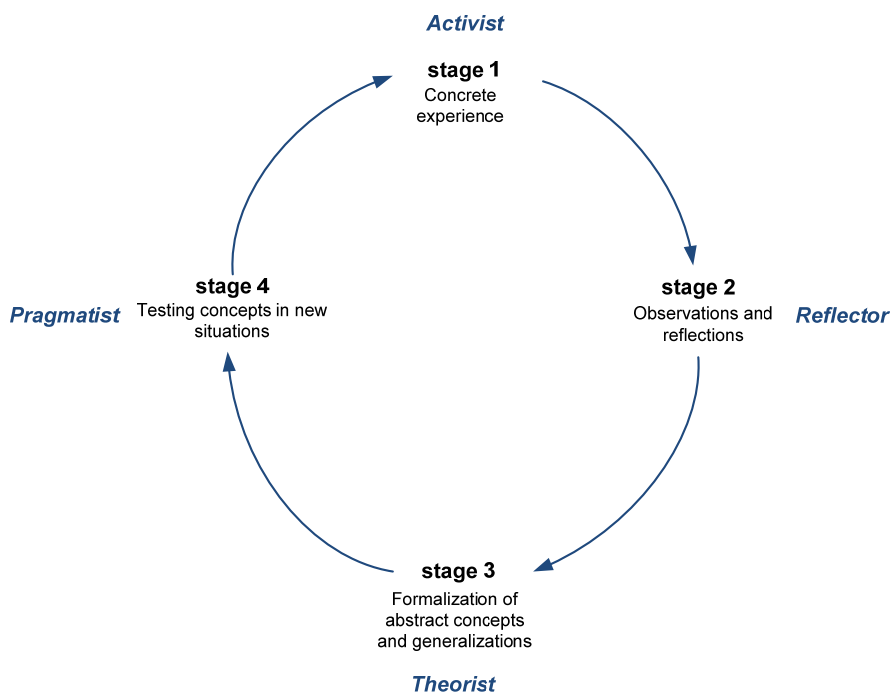 Activist
stage 1
Concrete
experience
stage 2
Observations and
reflections
Reflector
stage 3
Formalization of
abstract concepts
and generalizations
Theorist
stage 4
Testing concepts in new
situations
Pragmatist